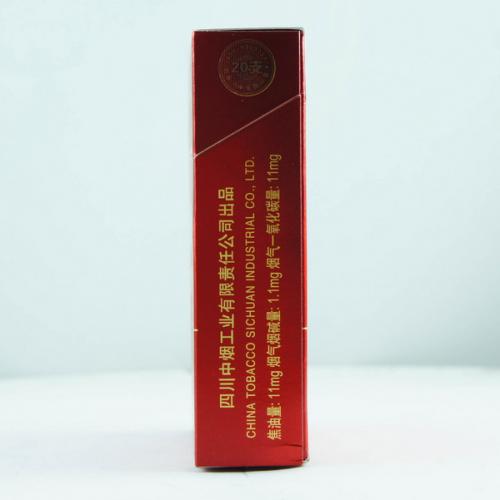 20支
四川中烟工业有限责任公司出品
CHINA TOBACCO SICHUAN INDUSTRIAL CO., LTD.
焦油量: 11mg 烟气烟碱量: 1.1mg 烟气一氧化碳量: 11mg